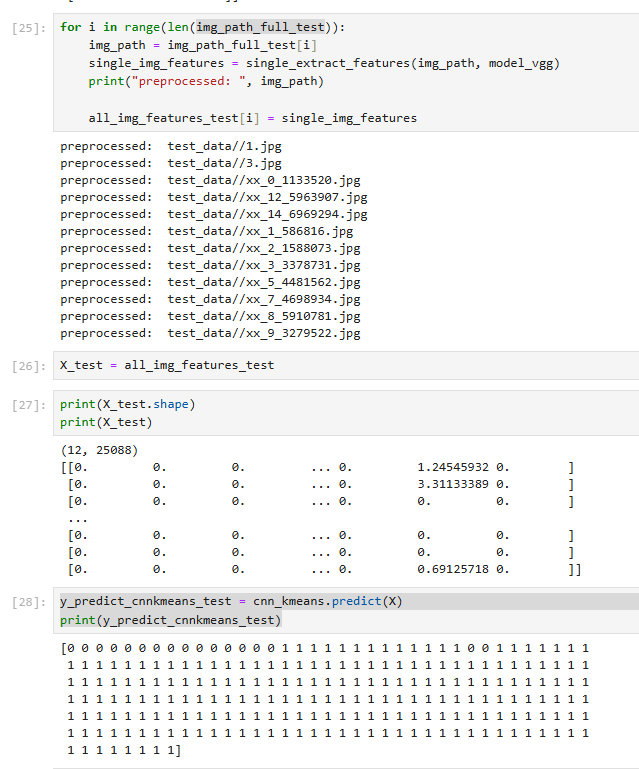 [25]: for i in range(len(img_path_full_test)):
img_path = img_path_full_test[i]
single_img_features = single_extract_features(img_path, model_vgg)
print("preprocessed: ", img_path)
all_img_features_test[i] = single_img_features
preprocessed:  test_data//1.jpg
preprocessed:  test_data//3.jpg
preprocessed:  test_data//xx_0_1133520.jpg
preprocessed:  test_data//xx_12_5963907.jpg
preprocessed:  test_data//xx_14_6969294.jpg
preprocessed:  test_data//xx_1_586816.jpg
preprocessed:  test_data//xx_2_1588073.jpg
preprocessed:  test_data//xx_3_3378731.jpg
preprocessed:  test_data//xx_5_4481562.jpg
preprocessed:  test_data//xx_7_4698934.jpg
preprocessed:  test_data//xx_8_5910781.jpg
preprocessed:  test_data//xx_9_3279522.jpg
[26]: X_test = all_img_features_test
[27]: print(X_test.shape)
print(X_test)
(12, 25088)
[[0. 0. 0. ... 0. 1.24545932 0. ]
[0. 0. 0. ... 0. 3.31133389 0. ]
[0. 0. 0. ... 0. 0. 0. ]
...
[0. 0. 0. ... 0. 0. 0. ]
[0. 0. 0. ... 0. 0. 0. ]
[0. 0. 0. ... 0. 0.69125718 0. ]]
[28]: y_predict_cnnkmeans_test = cnn_kmeans.predict(X)
print(y_predict_cnnkmeans_test)
[0 0 0 0 0 0 0 0 0 0 0 0 0 0 0 1 1 1 1 1 1 1 1 1 1 1 1 1 0 0 1 1 1 1 1 1 1
1 1 1 1 1 1 1 1 1 1 1 1 1 1 1 1 1 1 1 1 1 1 1 1 1 1 1 1 1 1 1 1 1 1 1 1 1
1 1 1 1 1 1 1 1 1 1 1 1 1 1 1 1 1 1 1 1 1 1 1 1 1 1 1 1 1 1 1 1 1 1 1 1 1
1 1 1 1 1 1 1 1 1 1 1 1 1 1 1 1 1 1 1 1 1 1 1 1 1 1 1 1 1 1 1 1 1 1 1 1 1
1 1 1 1 1 1 1 1 1 1 1 1 1 1 1 1 1 1 1 1 1 1 1 1 1 1 1 1 1 1 1 1 1 1 1 1 1
1 1 1 1 1 1 1 1 1 1 1 1 1 1 1 1 1 1 1 1 1 1 1 1 1 1 1 1 1 1 1 1 1 1 1 1 1
1 1 1 1 1 1 1 1]